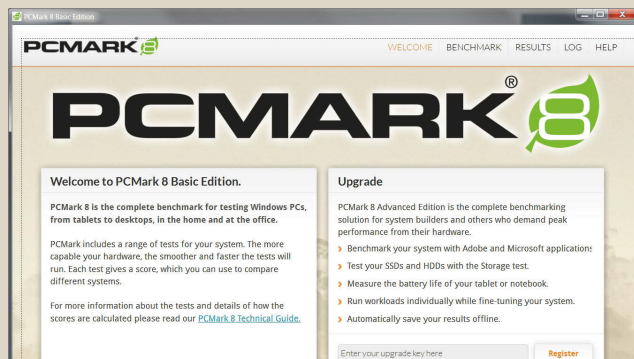 PCMark 8 Basic Edition
PCMARK 8
WELCOME BENCHMARK RESULTS LOG HELP
PCMARK 8 ®
Welcome to PCMark 8 Basic Edition.
PCMark 8 is the complete benchmark for testing Windows PCs,
from tablets to desktops, in the home and at the office.
PCMark includes a range of tests for your system. The more
capable your hardware, the smoother and faster the tests will
run. Each test gives a score, which you can use to compare
different systems.
For more information about the tests and details of how the
scores are calculated please read our PCMark 8 Technical Guide.
Upgrade
PCMark 8 Advanced Edition is the complete benchmarking
solution for system builders and others who demand peak
performance from their hardware.
Benchmark your system with Adobe and Microsoft applications
Test your SSDs and HDDs with the Storage test.
Measure the battery life of your tablet or notebook.
Run workloads individually while fine-tuning your system.
Automatically save your results offline.
Enter your upgrade key here
Register